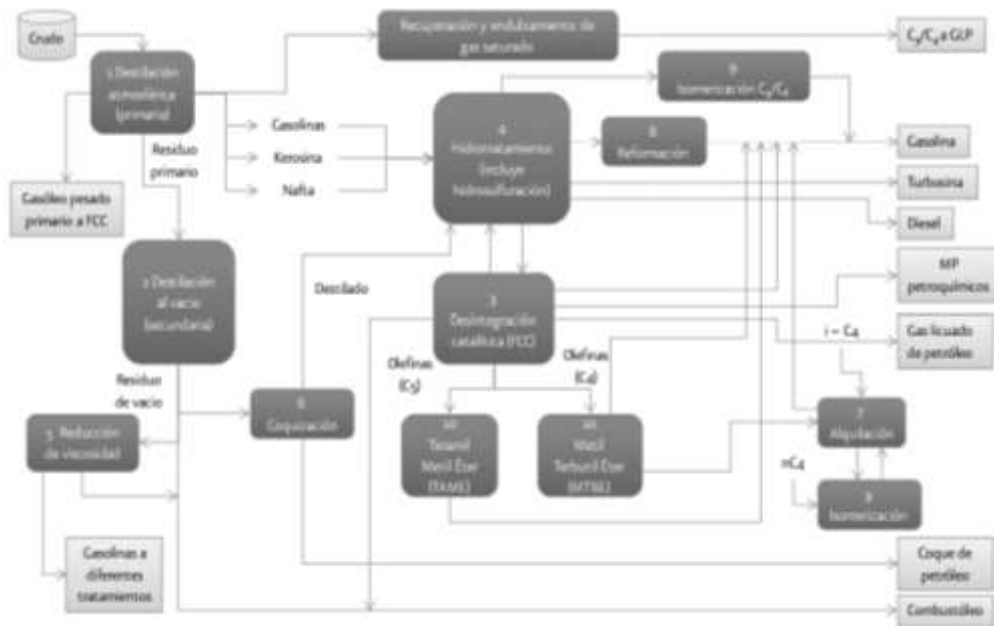 Crudo
Recuperación y endulzamiento de
gas saturado
C3/C4 a GLP
1 Destilación
atmosférica
(primaria)
9
Isomerización C5/C6
Gasolinas
Kerosina
Nafta
4
Hidrotratamiento
(incluye
hidrosulfuración)
8
Reformación
Gasolina
Residuo
primario
Turbosina
Gasóleo pesado
primario a FCC
Diesel
2 Destilación
al vacío
(secundaria)
Destilado
3
Desintegración
catalítica (FCC)
MP
petroquímicos
i – C4
Gas licuado
de petróleo
Olefinas
(C5)
Olefinas
(C4)
Residuo
de vacío
6
Coquización
5 Reducción
de viscosidad
10
Teramil
Metil Éter
(TAME)
10
Metil
Terbutil Éter
(MTBE)
7
Alquilación
nC4
9
Isomerización
Gasolinas a
diferentes
tratamientos
Coque de
petróleo
Combustóleo